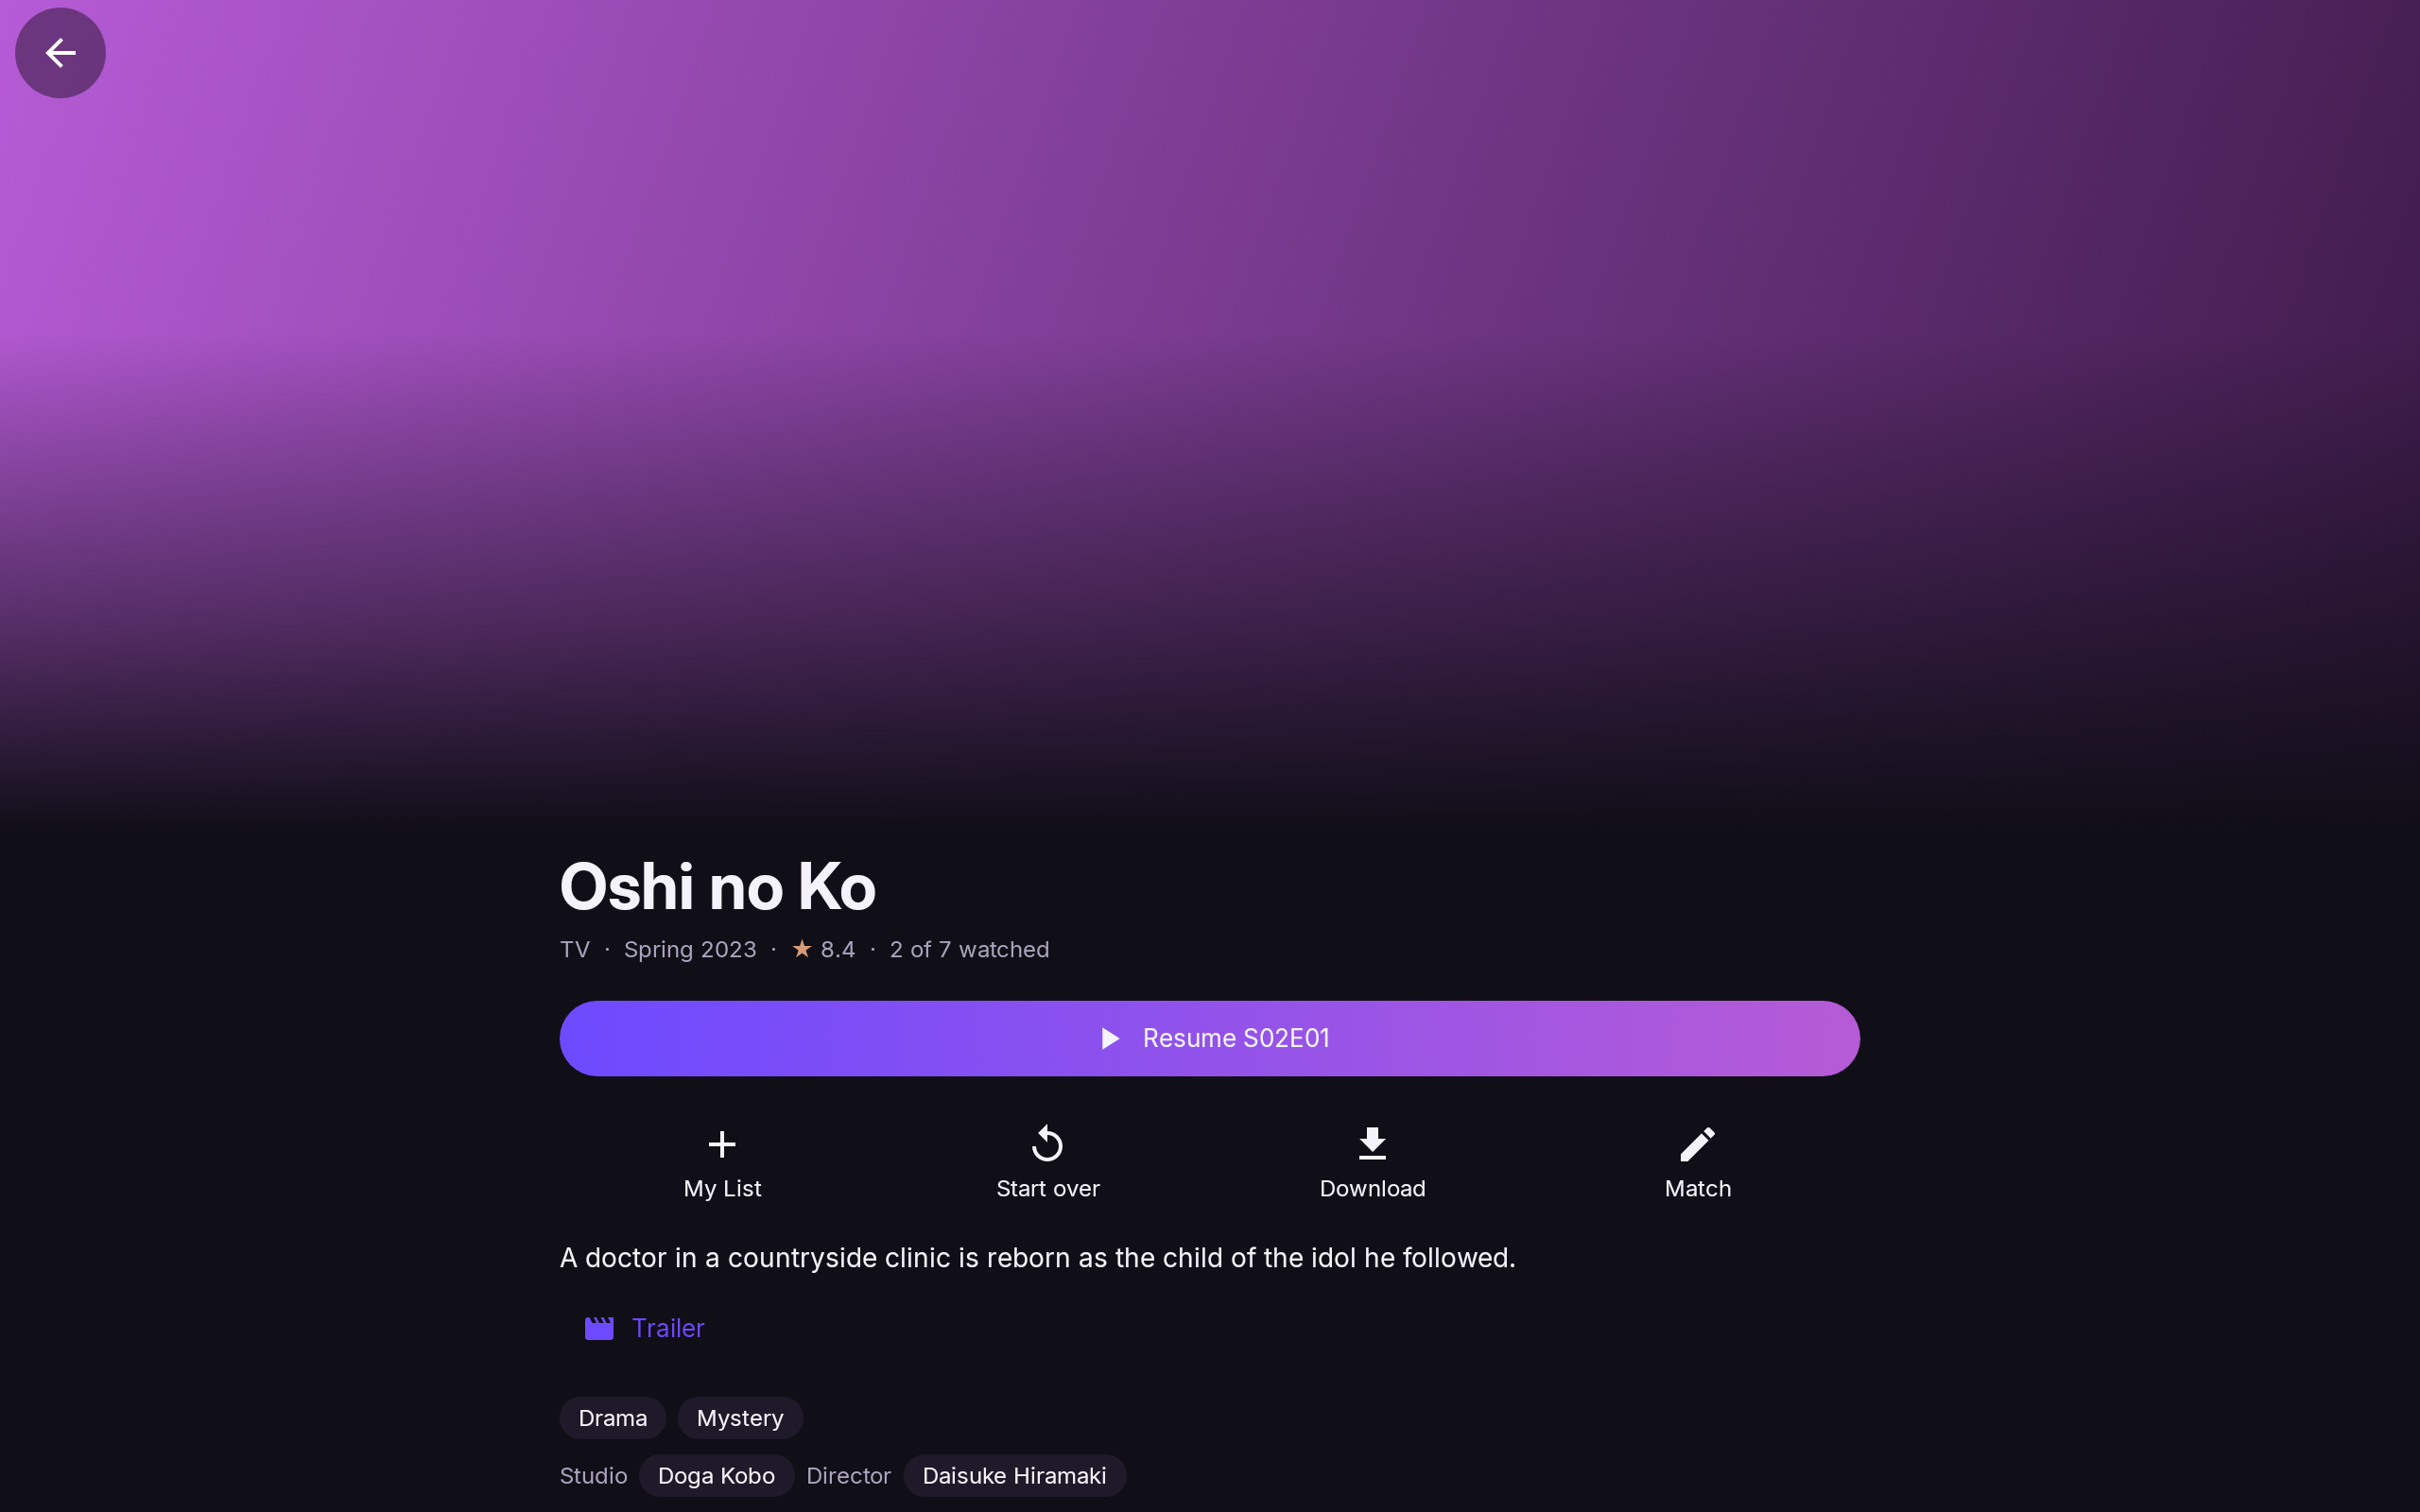 Oshi no Ko
TV · Spring 2023 · ★ 8.4 · 2 of 7 watched
Resume S02E01
My List Start over Download Match
A doctor in a countryside clinic is reborn as the child of the idol he followed.
Trailer
Drama Mystery
Studio Doga Kobo Director Daisuke Hiramaki